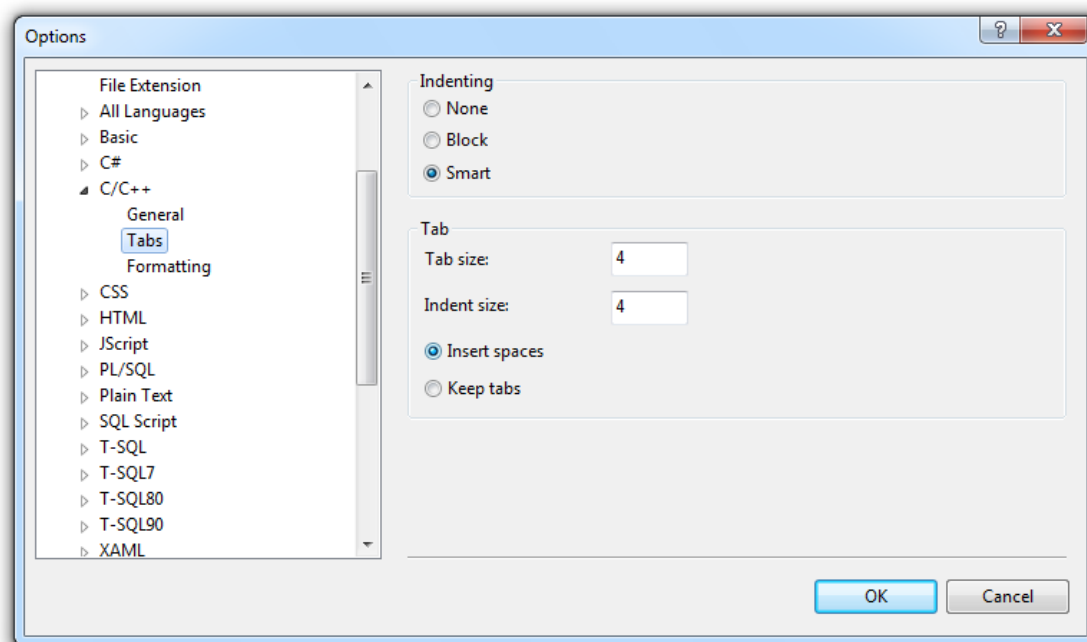 Options
File Extension
All Languages
Basic
C#
C/C++
General
Tabs
Formatting
CSS
HTML
JScript
PL/SQL
Plain Text
SQL Script
T-SQL
T-SQL7
T-SQL80
T-SQL90
XAML
Indenting
None
Block
Smart
Tab
Tab size: 4
Indent size: 4
Insert spaces
Keep tabs
OK Cancel